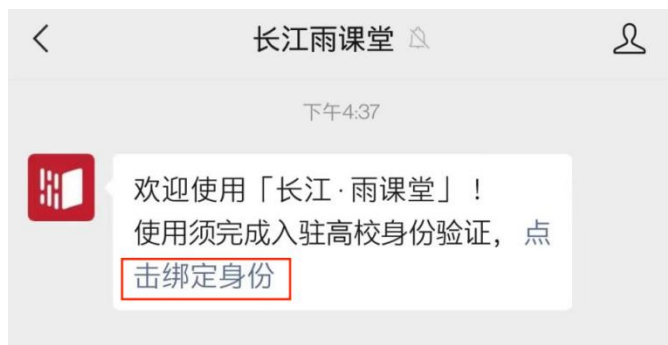 长江雨课堂
下午4:37
欢迎使用「长江·雨课堂」！
使用须完成入驻高校身份验证，点
击绑定身份